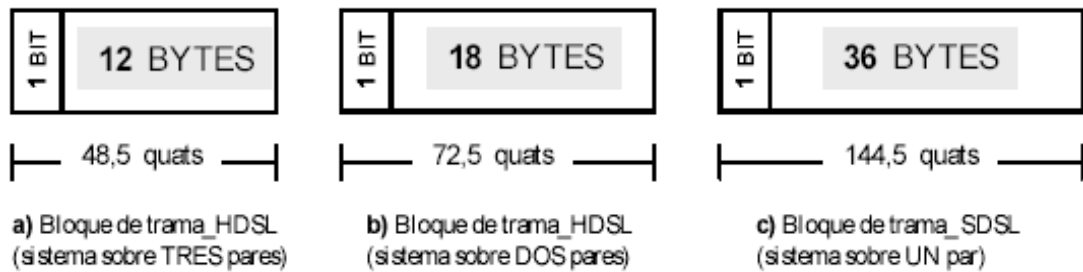 1 BIT
12 BYTES
48,5 quats
a) Bloque de trama_HDSL
(sistema sobre TRES pares)
1 BIT
18 BYTES
72,5 quats
b) Bloque de trama_HDSL
(sistema sobre DOS pares)
1 BIT
36 BYTES
144,5 quats
c) Bloque de trama_SDSL
(sistema sobre UN par)